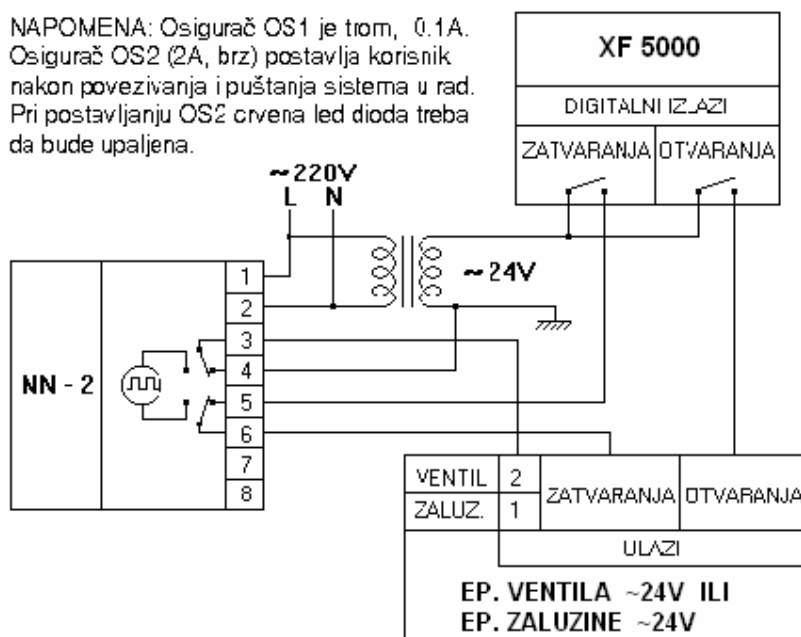 NAPOMENA: Osigurač OS1 je trom, 0.1A.
Osigurač OS2 (2A, brz) postavlja korisnik
nakon povezivanja i puštanja sistema u rad.
Pri postavljanju OS2 crvena led dioda treba
da bude upaljena.
XF 5000
DIGITALNI IZLAZI
ZATVARANJA OTVARANJA
~220V
L N
~24V
NN - 2
1
2
3
4
5
6
7
8
VENTIL 2
ZALUZ. 1
ZATVARANJA OTVARANJA
ULAZI
EP. VENTILA ~24V ILI
EP. ZALUZINE ~24V